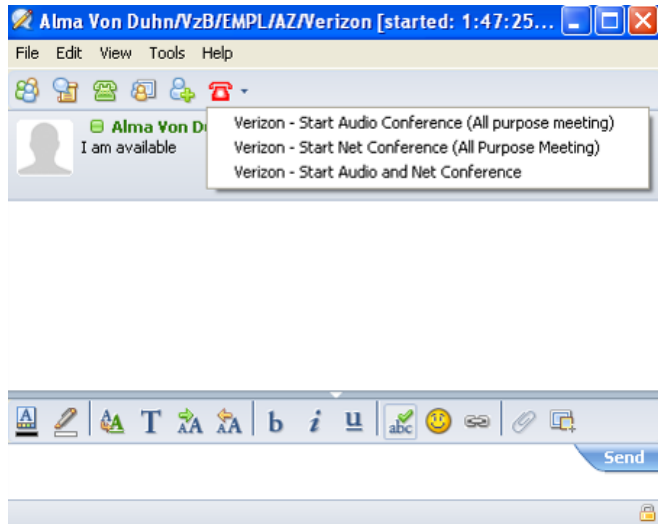 Alma Von Duhn/VzB/EMPL/AZ/Verizon [started: 1:47:25...
File Edit View Tools Help
Verizon - Start Audio Conference (All purpose meeting)
Verizon - Start Net Conference (All Purpose Meeting)
Verizon - Start Audio and Net Conference
Alma Von
I am available
A A A T A A A A b i u abc
Send